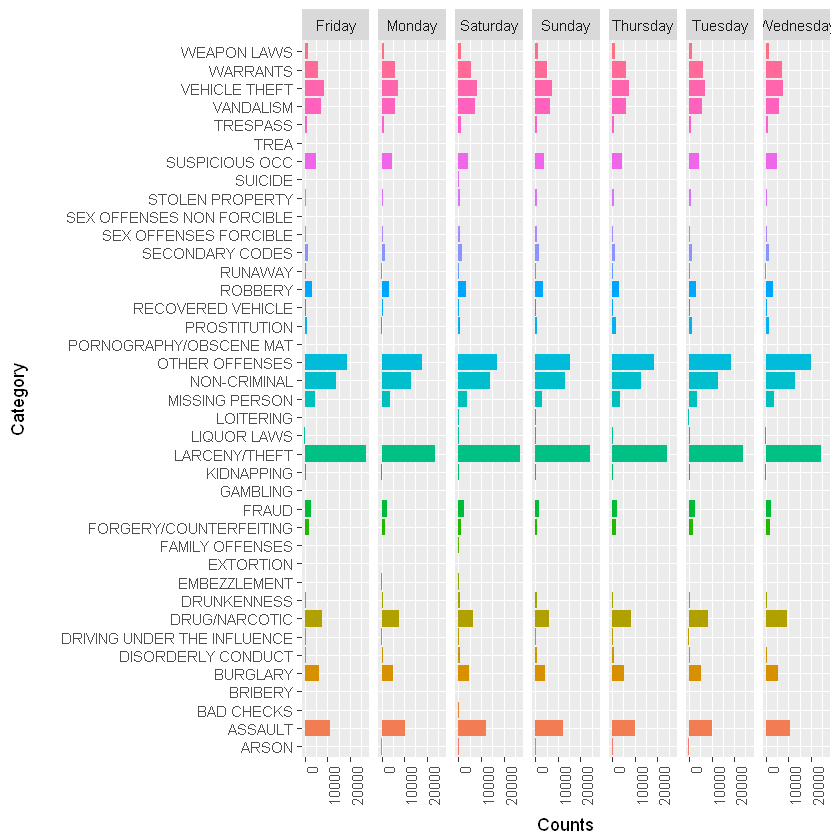 Friday Monday Saturday Sunday Thursday Tuesday Wednesday
WEAPON LAWS
WARRANTS
VEHICLE THEFT
VANDALISM
TRESPASS
TREA
SUSPICIOUS OCC
SUICIDE
STOLEN PROPERTY
SEX OFFENSES NON FORCIBLE
SEX OFFENSES FORCIBLE
SECONDARY CODES
RUNAWAY
ROBBERY
RECOVERED VEHICLE
PROSTITUTION
PORNOGRAPHY/OBSCENE MAT
OTHER OFFENSES
NON-CRIMINAL
MISSING PERSON
LOITERING
LIQUOR LAWS
LARCENY/THEFT
KIDNAPPING
GAMBLING
FRAUD
FORGERY/COUNTERFEITING
FAMILY OFFENSES
EXTORTION
EMBEZZLEMENT
DRUNKENNESS
DRUG/NARCOTIC
DRIVING UNDER THE INFLUENCE
DISORDERLY CONDUCT
BURGLARY
BRIBERY
BAD CHECKS
ASSAULT
ARSON
Category
0 10000 20000 0 10000 20000 0 10000 20000 0 10000 20000 0 10000 20000 0 10000 20000 0 10000 20000
Counts